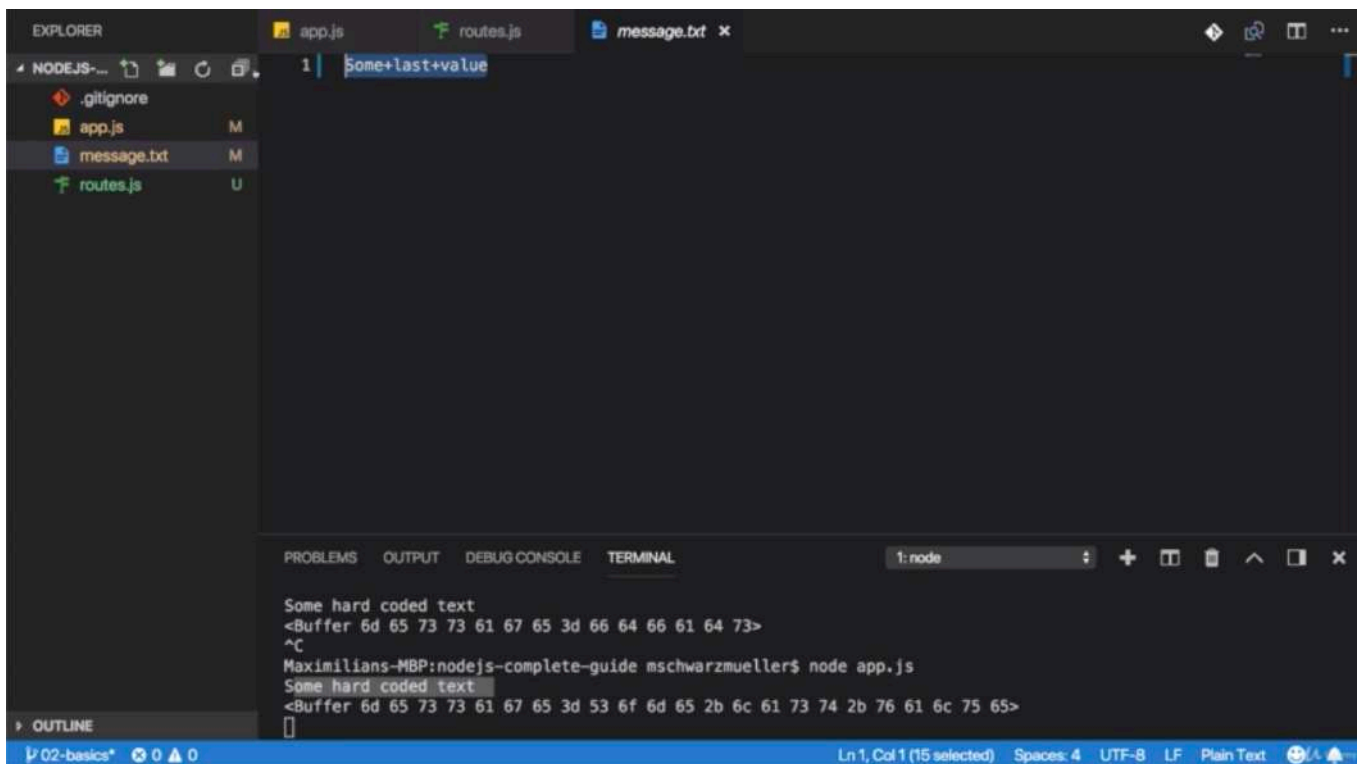 EXPLORER
NODEJS-...
.gitignore
app.js M
message.txt M
routes.js U
OUTLINE
app.js routes.js message.txt
1 Some+last+value
PROBLEMS OUTPUT DEBUG CONSOLE TERMINAL 1: node
Some hard coded text
<Buffer 6d 65 73 73 61 67 65 3d 66 64 66 61 64 73>
^C
Maximilians-MBP:nodejs-complete-guide mschwarzmueller$ node app.js
Some hard coded text
<Buffer 6d 65 73 73 61 67 65 3d 53 6f 6d 65 2b 6c 61 73 74 2b 76 61 6c 75 65>
02-basics* 0 0 Ln 1, Col 1 (15 selected) Spaces: 4 UTF-8 LF Plain Text